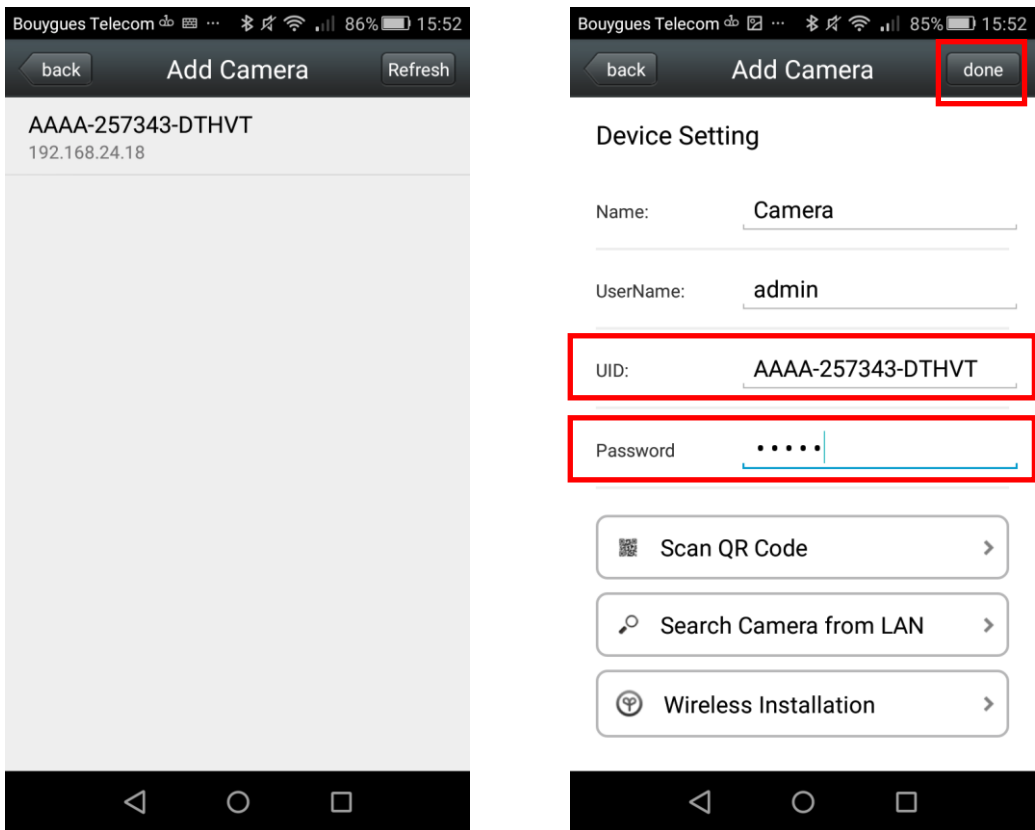 Bouygues Telecom ... 86% 15:52
back Add Camera Refresh
AAAA-257343-DTHVT
192.168.24.18
Bouygues Telecom ... 85% 15:52
back Add Camera done
Device Setting
Name: Camera
UserName: admin
UID: AAAA-257343-DTHVT
Password •••••
Scan QR Code
Search Camera from LAN
Wireless Installation